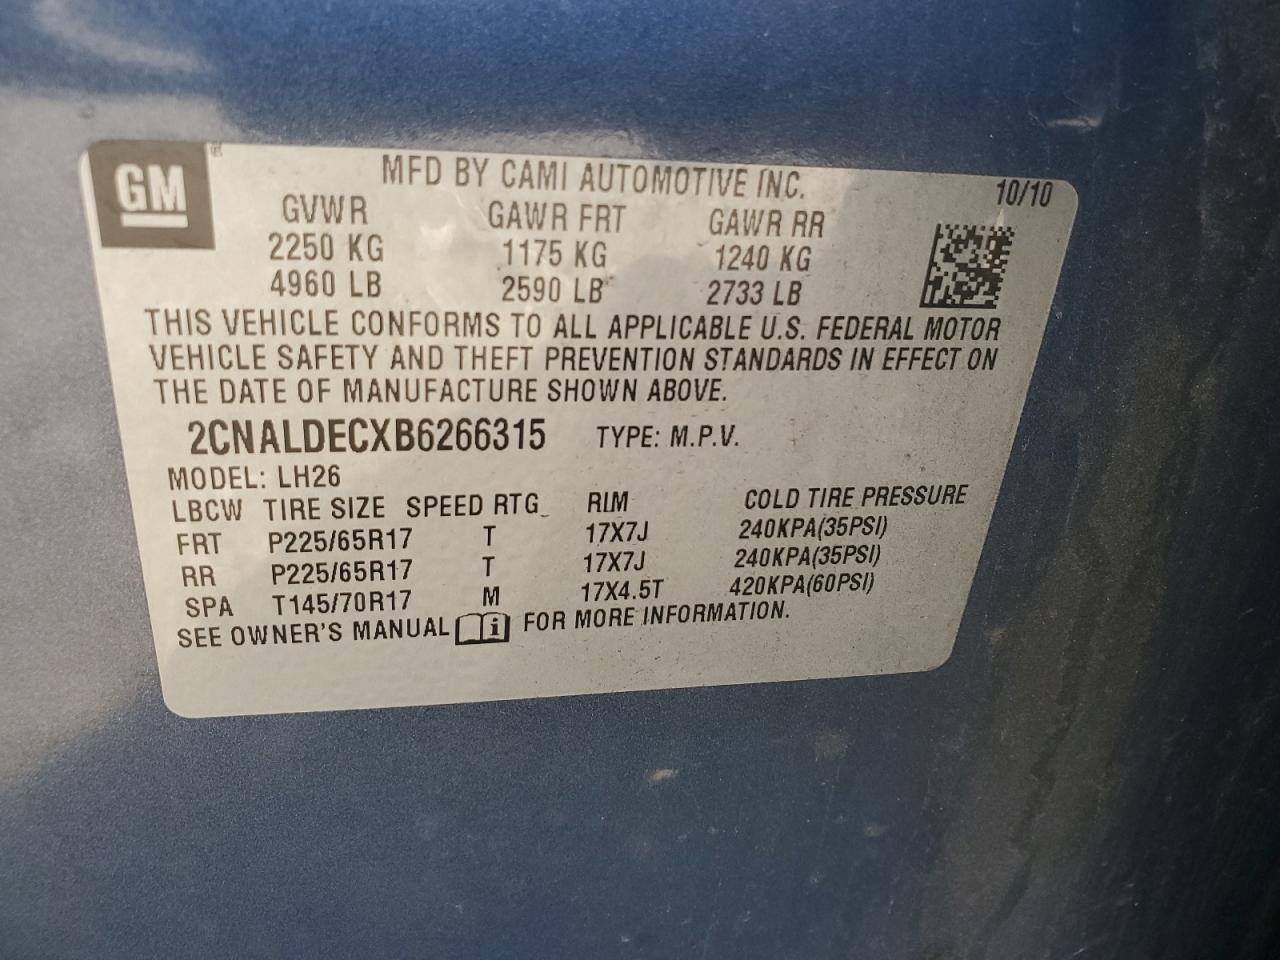 GM
MFD BY CAMI AUTOMOTIVE INC. 10/10
GVWR GAWR FRT GAWR RR
2250 KG 1175 KG 1240 KG
4960 LB 2590 LB 2733 LB
THIS VEHICLE CONFORMS TO ALL APPLICABLE U.S. FEDERAL MOTOR
VEHICLE SAFETY AND THEFT PREVENTION STANDARDS IN EFFECT ON
THE DATE OF MANUFACTURE SHOWN ABOVE.
2CNALDECXB6266315 TYPE: M.P.V.
MODEL: LH26
LBCW TIRE SIZE SPEED RTG RIM COLD TIRE PRESSURE
FRT P225/65R17 T 17X7J 240KPA(35PSI)
RR P225/65R17 T 17X7J 240KPA(35PSI)
SPA T145/70R17 M 17X4.5T 420KPA(60PSI)
SEE OWNER'S MANUAL i FOR MORE INFORMATION.